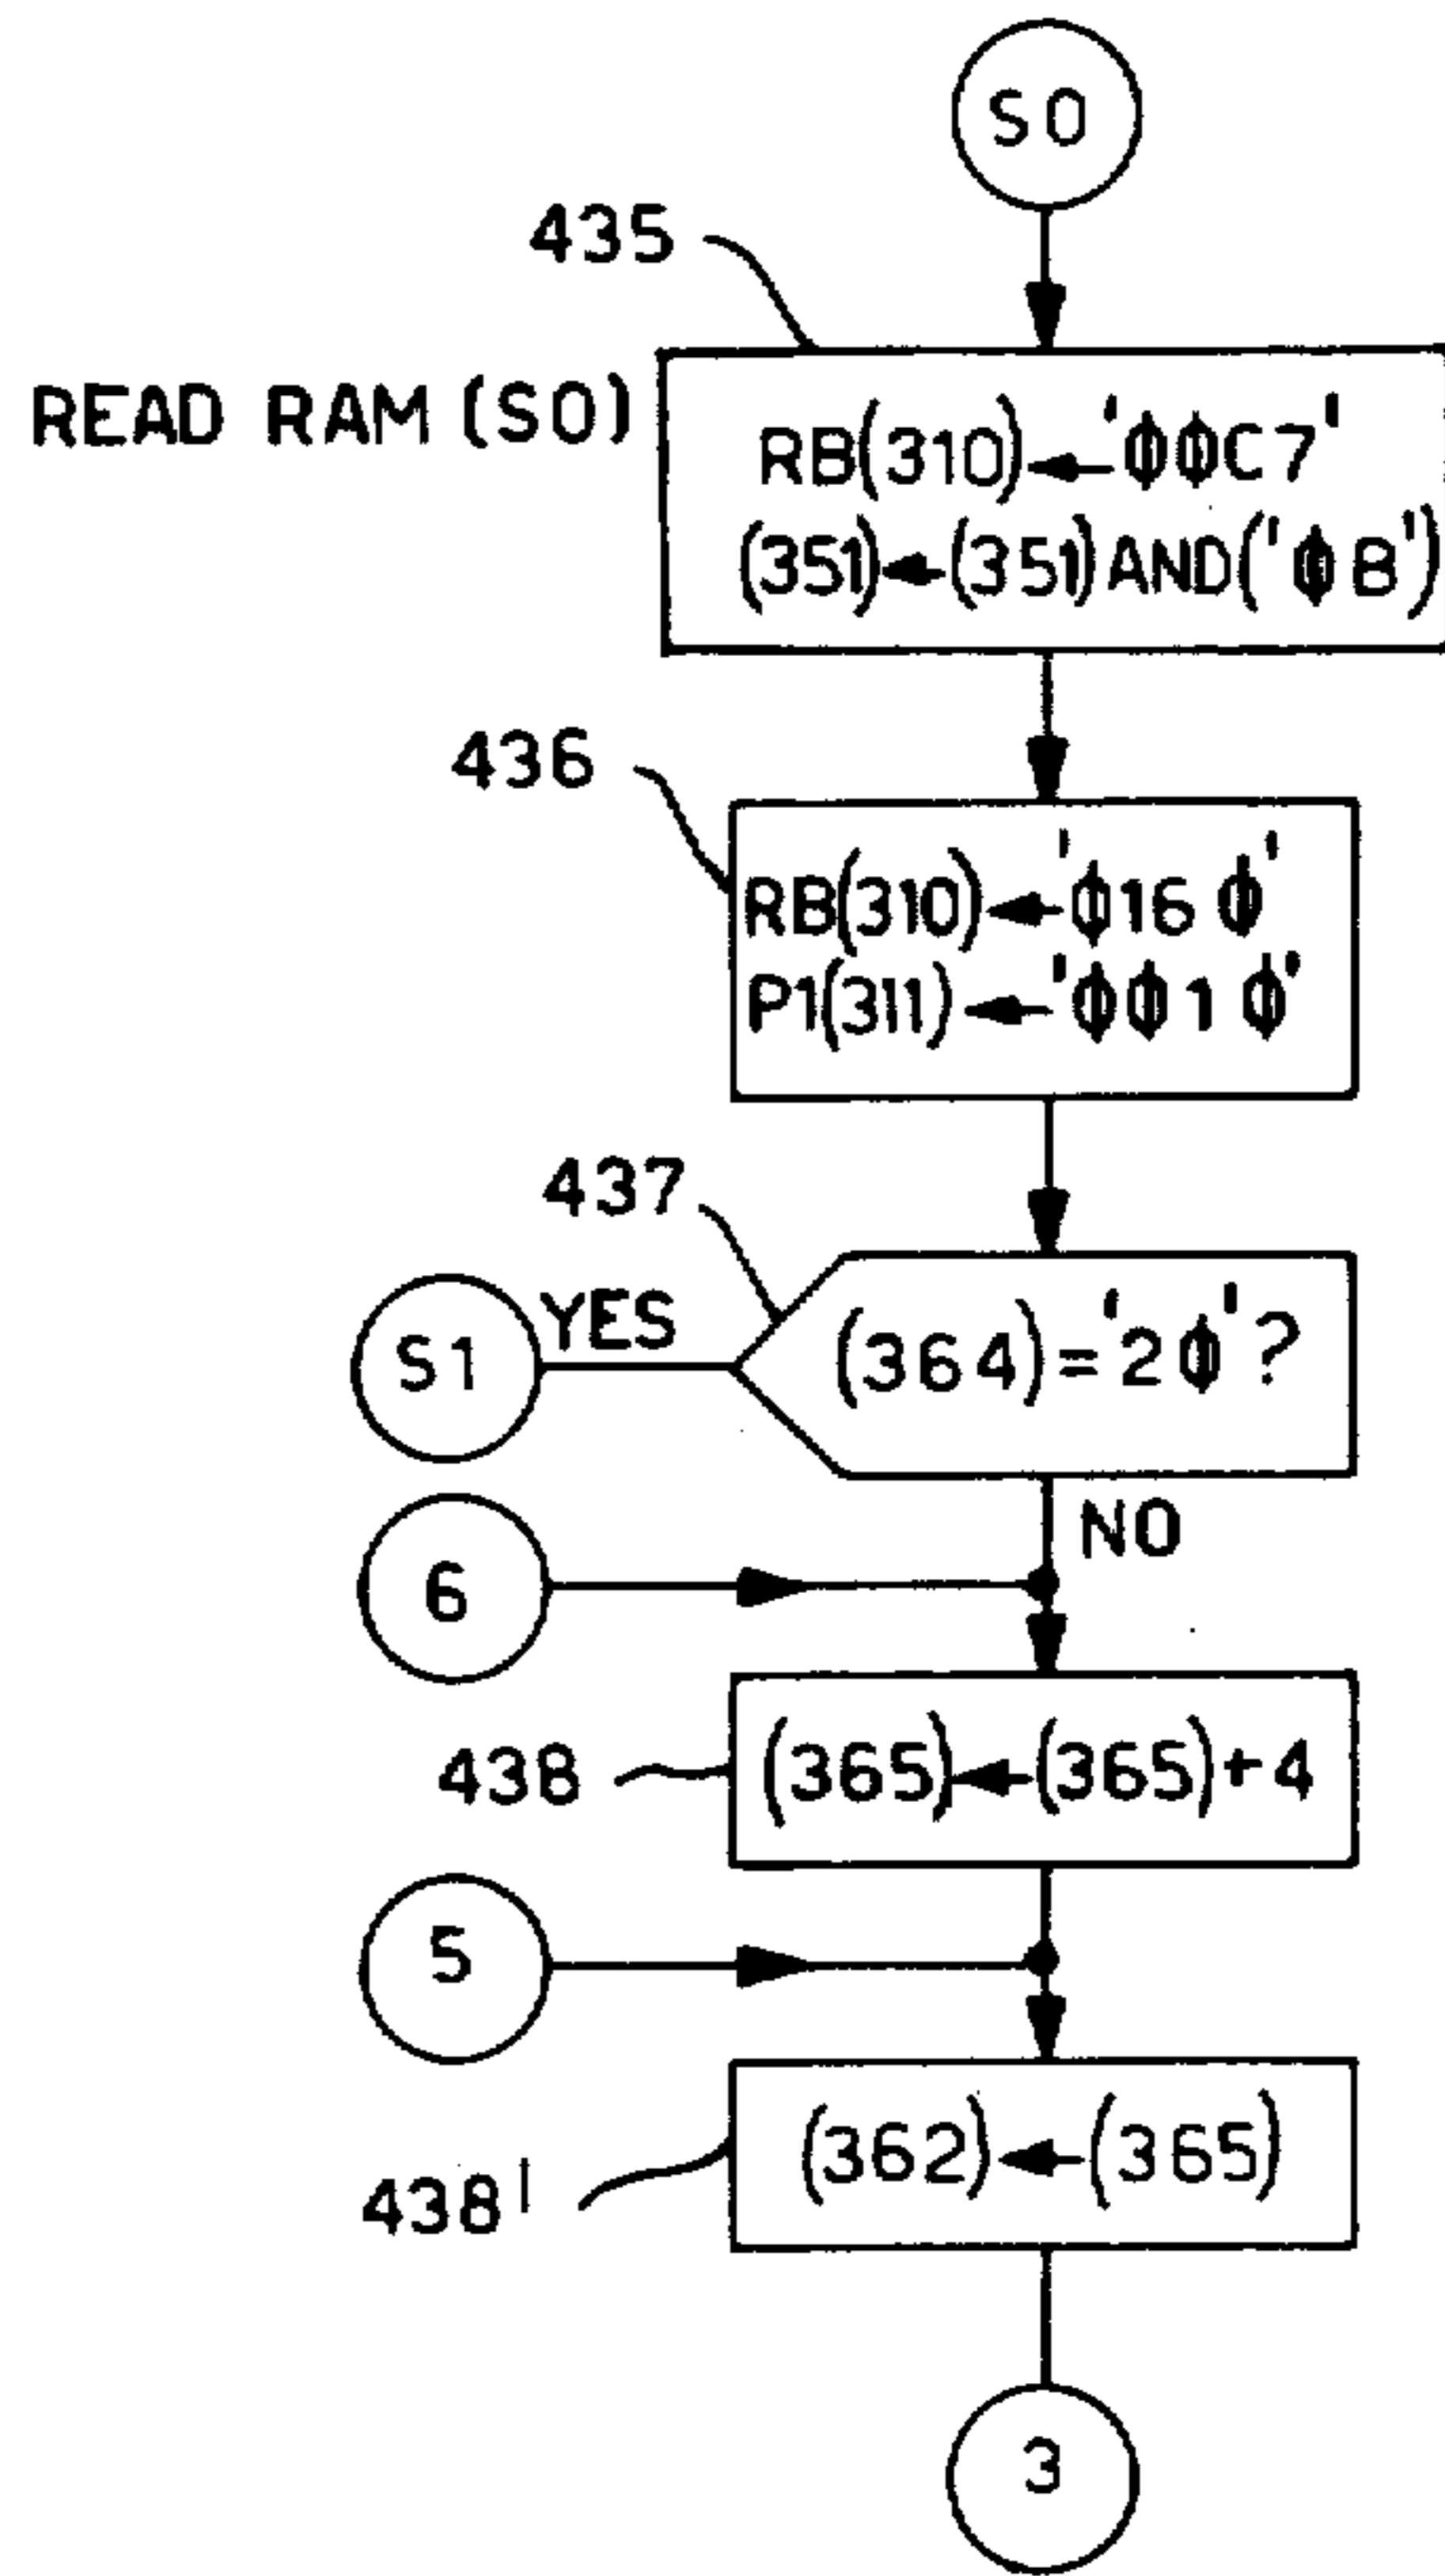 S0
435
READ RAM (S0)
RB(310)←'ΦΦC7'
(351)←(351)AND('ΦB')
436
RB(310)←'Φ16Φ'
P1(311)←'ΦΦ1Φ'
437
S1
YES
(364)='2Φ'?
NO
6
438
(365)←(365)+4
5
438'
(362)←(365)
3